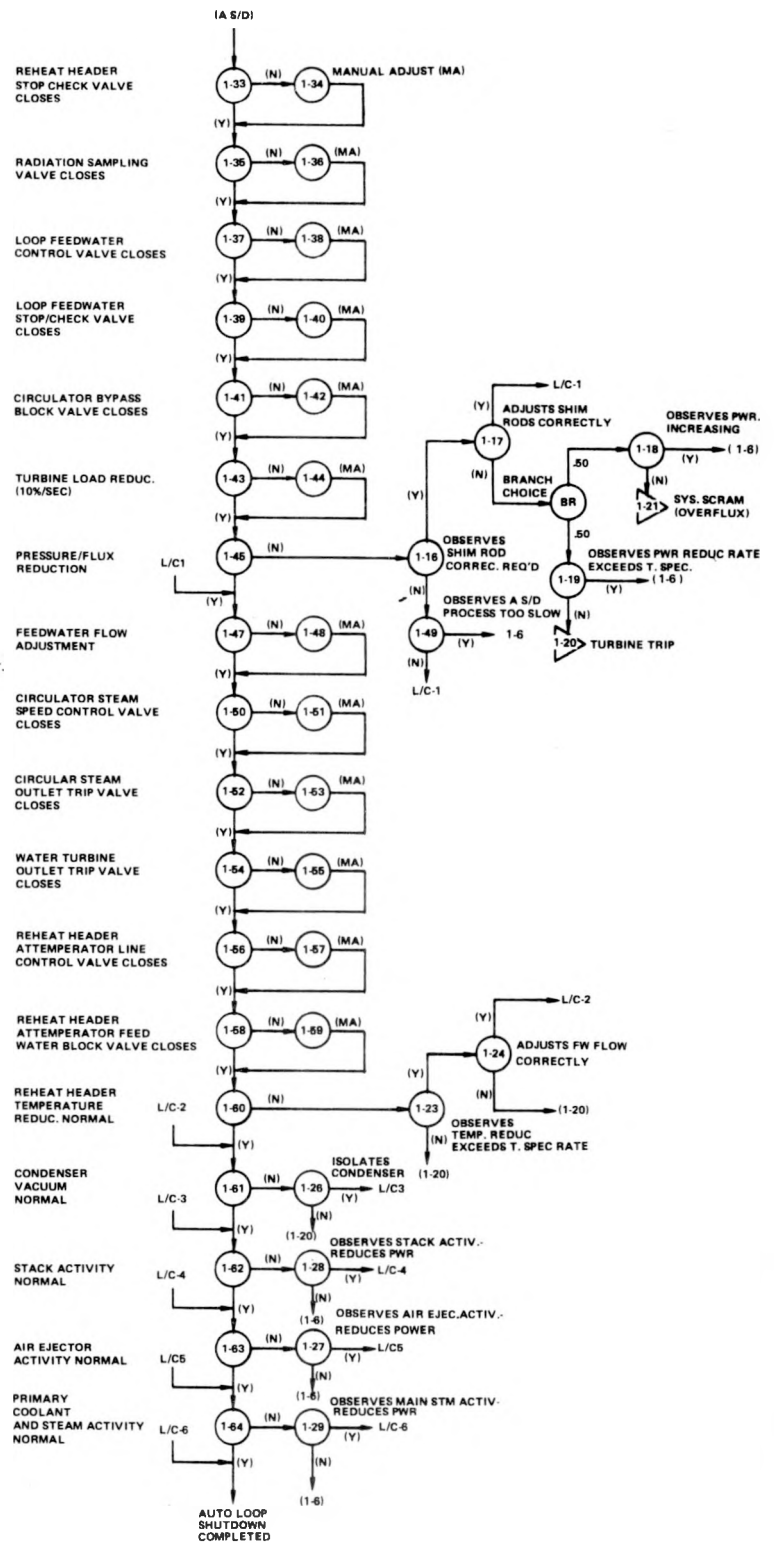 (A S/D)
REHEAT HEADER
STOP CHECK VALVE
CLOSES
1-33
(N)
1-34
MANUAL ADJUST (MA)
(Y)
RADIATION SAMPLING
VALVE CLOSES
1-35
(N)
1-36
(MA)
(Y)
LOOP FEEDWATER
CONTROL VALVE CLOSES
1-37
(N)
1-38
(MA)
(Y)
LOOP FEEDWATER
STOP/CHECK VALVE
CLOSES
1-39
(N)
1-40
(MA)
(Y)
CIRCULATOR BYPASS
BLOCK VALVE CLOSES
1-41
(N)
1-42
(MA)
(Y)
TURBINE LOAD REDUC.
(10%/SEC)
1-43
(N)
1-44
(MA)
(Y)
PRESSURE/FLUX
REDUCTION
L/C1
1-45
(N)
(Y)
1-16
OBSERVES
SHIM ROD
CORREC. REQ'D
(Y)
(N)
1-17
ADJUSTS SHIM
RODS CORRECTLY
(Y)
L/C-1
(N)
BRANCH
CHOICE
BR
.50
.50
1-18
OBSERVES PWR.
INCREASING
(Y)
(1-6)
(N)
1-21
SYS. SCRAM
(OVERFLUX)
1-19
OBSERVES PWR REDUC RATE
EXCEEDS T. SPEC.
(Y)
(1-6)
(N)
1-20
TURBINE TRIP
OBSERVES A S/D
PROCESS TOO SLOW
1-49
(Y)
1-6
(N)
L/C-1
FEEDWATER FLOW
ADJUSTMENT
1-47
(N)
1-48
(MA)
(Y)
CIRCULATOR STEAM
SPEED CONTROL VALVE
CLOSES
1-50
(N)
1-51
(MA)
(Y)
CIRCULAR STEAM
OUTLET TRIP VALVE
CLOSES
1-52
(N)
1-53
(MA)
(Y)
WATER TURBINE
OUTLET TRIP VALVE
CLOSES
1-54
(N)
1-55
(MA)
(Y)
REHEAT HEADER
ATTEMPERATOR LINE
CONTROL VALVE CLOSES
1-56
(N)
1-57
(MA)
(Y)
REHEAT HEADER
ATTEMPERATOR FEED
WATER BLOCK VALVE CLOSES
1-58
(N)
1-59
(MA)
(Y)
REHEAT HEADER
TEMPERATURE
REDUC. NORMAL
L/C-2
1-60
(N)
(Y)
1-23
OBSERVES
TEMP. REDUC
EXCEEDS T. SPEC RATE
(Y)
(N)
(1-20)
1-24
ADJUSTS FW FLOW
CORRECTLY
(Y)
L/C-2
(N)
(1-20)
CONDENSER
VACUUM
NORMAL
L/C-3
1-61
(N)
(Y)
1-26
ISOLATES
CONDENSER
(Y)
L/C3
(N)
(1-20)
STACK ACTIVITY
NORMAL
L/C-4
1-62
(N)
(Y)
1-28
OBSERVES STACK ACTIV.-
REDUCES PWR
(Y)
L/C-4
(N)
(1-6)
AIR EJECTOR
ACTIVITY NORMAL
L/C5
1-63
(N)
(Y)
1-27
OBSERVES AIR EJEC.ACTIV.-
REDUCES POWER
(Y)
L/C5
(N)
(1-6)
PRIMARY
COOLANT
AND STEAM ACTIVITY
NORMAL
L/C-6
1-64
(N)
(Y)
1-29
OBSERVES MAIN STM ACTIV-
REDUCES PWR
(Y)
L/C-6
(N)
(1-6)
AUTO LOOP
SHUTDOWN
COMPLETED